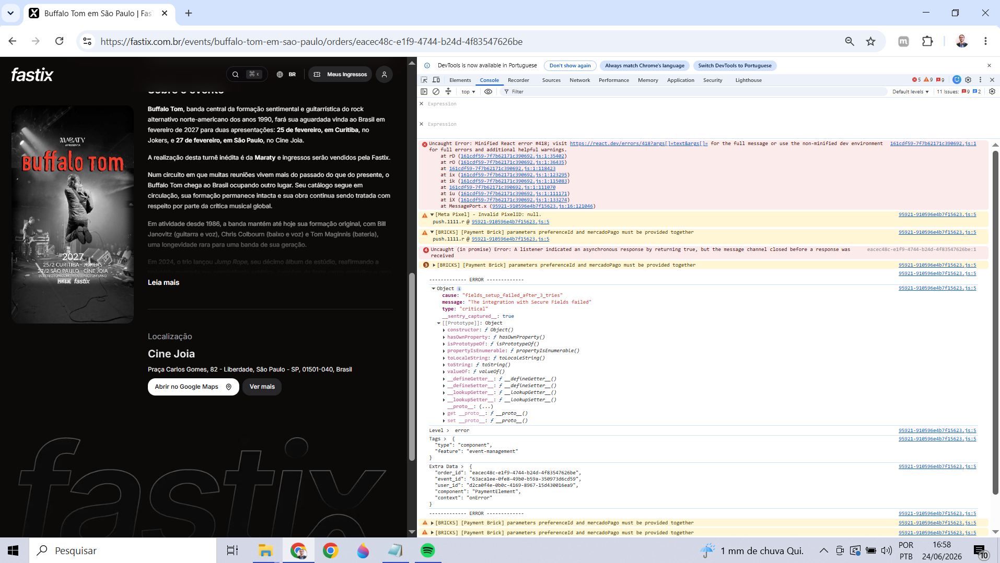 Buffalo Tom em São Paulo | Fas
https://fastix.com.br/events/buffalo-tom-em-sao-paulo/orders/eacec48c-e1f9-4744-b24d-4f83547626be
fastix
⌘ K
BR
Meus Ingressos
Sobre o evento
Buffalo Tom, banda central da formação sentimental e guitarrística do rock
alternativo norte-americano dos anos 1990, fará sua aguardada vinda ao Brasil em
fevereiro de 2027 para duas apresentações: 25 de fevereiro, em Curitiba, no
Jokers, e 27 de fevereiro, em São Paulo, no Cine Joia.
A realização desta turnê inédita é da Maraty e ingressos serão vendidos pela Fastix.
Num circuito em que muitas reuniões vivem mais do passado do que do presente, o
Buffalo Tom chega ao Brasil ocupando outro lugar. Seu catálogo segue em
circulação, sua formação permanece intacta e sua obra continua sendo tratada com
respeito por parte da crítica musical global.
Em atividade desde 1986, a banda mantém até hoje sua formação original, com Bill
Janovitz (guitarra e voz), Chris Colbourn (baixo e voz) e Tom Maginnis (bateria),
uma longevidade rara para uma banda de sua geração.
Em 2024, o trio lançou Jump Rope, seu décimo álbum de estúdio, reafirmando a
Leia mais
MARATY
APRESENTA
Buffalo Tom
2027
25/2 CURITIBA - JOKERS
27/2 SÃO PAULO - CINE JOIA
fastix
Localização
Cine Joia
Praça Carlos Gomes, 82 - Liberdade, São Paulo - SP, 01501-040, Brasil
Abrir no Google Maps
Ver mais
fastix
DevTools is now available in Portuguese
Don't show again
Always match Chrome's language
Switch DevTools to Portuguese
Elements Console Recorder Sources Network Performance Memory Application Security Lighthouse
5 9 9
top
Filter
Default levels
11 Issues: 9 2
Expression
Expression
Uncaught Error: Minified React error #418; visit https://react.dev/errors/418?args[]=text&args[]= for the full message or use the non-minified dev environment 161cdf59-7f7b62171c390692.js:1
for full errors and additional helpful warnings.
at rD (161cdf59-7f7b62171c390692.js:1:35402)
at rO (161cdf59-7f7b62171c390692.js:1:36435)
at 161cdf59-7f7b62171c390692.js:1:118423
at ix (161cdf59-7f7b62171c390692.js:1:123295)
at ik (161cdf59-7f7b62171c390692.js:1:115083)
at 161cdf59-7f7b62171c390692.js:1:111070
at iu (161cdf59-7f7b62171c390692.js:1:111171)
at iX (161cdf59-7f7b62171c390692.js:1:133274)
at MessagePort.x (95921-910596e4b7f15623.js:16:121046)
[Meta Pixel] - Invalid PixelID: null. 95921-910596e4b7f15623.js:5
push.1111.r @ 95921-910596e4b7f15623.js:5
[BRICKS] [Payment Brick] parameters preferenceId and mercadoPago must be provided together 95921-910596e4b7f15623.js:5
push.1111.r @ 95921-910596e4b7f15623.js:5
4 Uncaught (in promise) Error: A listener indicated an asynchronous response by returning true, but the message channel closed before a response was eacec48c-e1f9-4744-b24d-4f83547626be:1
received
3 [BRICKS] [Payment Brick] parameters preferenceId and mercadoPago must be provided together 95921-910596e4b7f15623.js:5
95921-910596e4b7f15623.js:5
------------- ERROR -------------
Object i 95921-910596e4b7f15623.js:5
cause: "fields_setup_failed_after_3_tries"
message: "The integration with Secure Fields failed"
type: "critical"
__sentry_captured__: true
[[Prototype]]: Object
constructor: ƒ Object()
hasOwnProperty: ƒ hasOwnProperty()
isPrototypeOf: ƒ isPrototypeOf()
propertyIsEnumerable: ƒ propertyIsEnumerable()
toLocaleString: ƒ toLocaleString()
toString: ƒ toString()
valueOf: ƒ valueOf()
__defineGetter__: ƒ __defineGetter__()
__defineSetter__: ƒ __defineSetter__()
__lookupGetter__: ƒ __lookupGetter__()
__lookupSetter__: ƒ __lookupSetter__()
__proto__: (...)
get __proto__: ƒ __proto__()
set __proto__: ƒ __proto__()
Level > error 95921-910596e4b7f15623.js:5
Tags > { 95921-910596e4b7f15623.js:5
"type": "component",
"feature": "event-management"
}
Extra Data > { 95921-910596e4b7f15623.js:5
"order_id": "eacec48c-e1f9-4744-b24d-4f83547626be",
"event_id": "63aca1ee-0fe8-49b0-b59a-350973d6cd59",
"user_id": "d2ca0f4e-0b0c-4169-8967-15d430016ea9",
"component": "PaymentElement",
"context": "onError"
}
------------- ERROR ------------- 95921-910596e4b7f15623.js:5
[BRICKS] [Payment Brick] parameters preferenceId and mercadoPago must be provided together 95921-910596e4b7f15623.js:5
[BRICKS] [Payment Brick] parameters preferenceId and mercadoPago must be provided together 95921-910596e4b7f15623.js:5
Pesquisar
1 mm de chuva Qui.
POR
PTB
16:58
24/06/2026
10